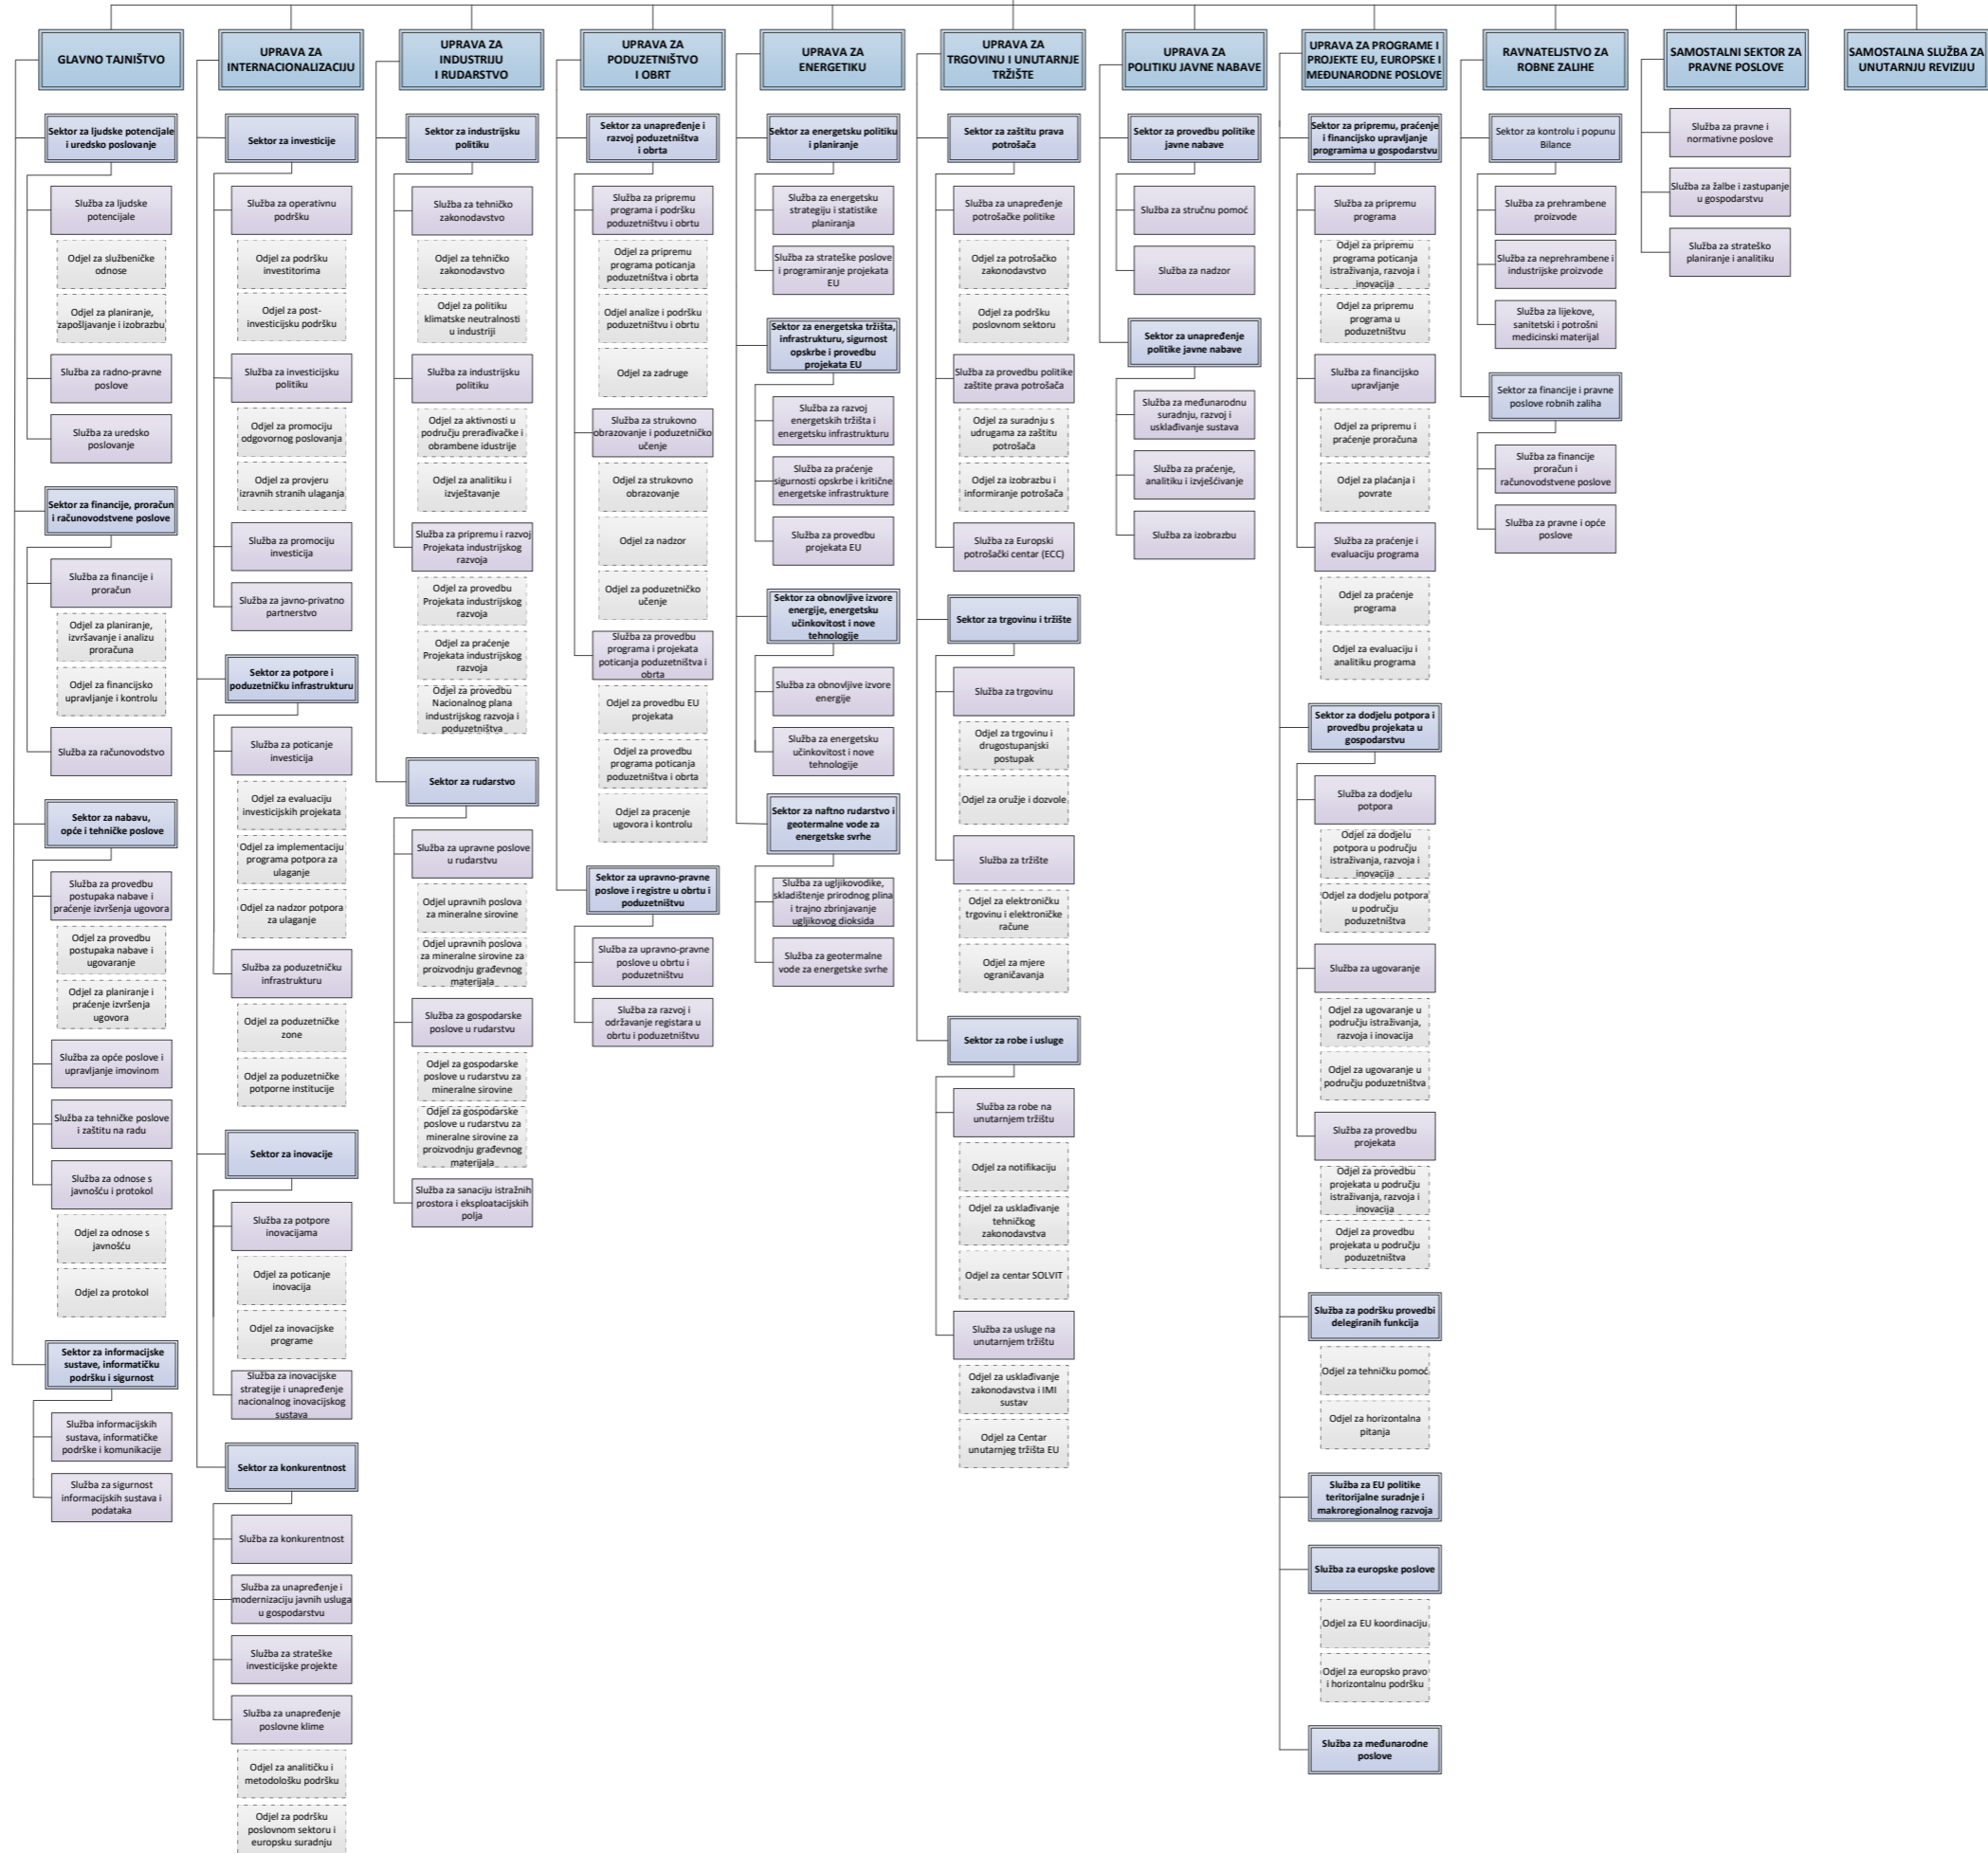 GLAVNO TAJNIŠTVO
Sektor za ljudske potencijale
i uredsko poslovanje
Služba za ljudske
potencijale
Odjel za službeničke
odnose
Odjel za planiranje,
zapošljavanje i izobrazbu
Služba za radno-pravne
poslove
Služba za uredsko
poslovanje
Sektor za financije, proračun
i računovodstvene poslove
Služba za financije i
proračun
Odjel za planiranje,
izvršavanje i analizu
proračuna
Odjel za financijsko
upravljanje i kontrolu
Služba za računovodstvo
Sektor za nabavu,
opće i tehničke poslove
Služba za provedbu
postupaka nabave i
praćenje izvršenja ugovora
Odjel za provedbu
postupaka nabave i
ugovaranje
Odjel za planiranje i
praćenje izvršenja
ugovora
Služba za opće poslove i
upravljanje imovinom
Služba za tehničke poslove
i zaštitu na radu
Služba za odnose s
javnošću i protokol
Odjel za odnose s
javnošću
Odjel za protokol
Sektor za informacijske
sustave, informatičku
podršku i sigurnost
Služba informacijskih
sustava, informatičke
podrške i komunikacije
Služba za sigurnost
informacijskih sustava i
podataka
UPRAVA ZA
INTERNACIONALIZACIJU
Sektor za investicije
Služba za operativnu
podršku
Odjel za podršku
investitorima
Odjel za post-
investicijsku podršku
Služba za investicijsku
politiku
Odjel za promociju
odgovornog poslovanja
Odjel za provjeru
izravnih stranih ulaganja
Služba za promociju
investicija
Služba za javno-privatno
partnerstvo
Sektor za potpore i
poduzetničku infrastrukturu
Služba za poticanje
investicija
Odjel za evaluaciju
investicijskih projekata
Odjel za implementaciju
programa potpora za
ulaganje
Odjel za nadzor potpora
za ulaganje
Služba za poduzetničku
infrastrukturu
Odjel za poduzetničke
zone
Odjel za poduzetničke
potporne institucije
Sektor za inovacije
Služba za potpore
inovacijama
Odjel za poticanje
inovacija
Odjel za inovacijske
programe
Služba za inovacijske
strategije i unapređenje
nacionalnog inovacijskog
sustava
Sektor za konkurentnost
Služba za konkurentnost
Služba za unapređenje i
modernizaciju javnih usluga
u gospodarstvu
Služba za strateške
investicijske projekte
Služba za unapređenje
poslovne klime
Odjel za analitičku i
metodološku podršku
Odjel za podršku
poslovnom sektoru i
europsku suradnju
UPRAVA ZA
INDUSTRIJU
I RUDARSTVO
Sektor za industrijsku
politiku
Služba za tehničko
zakonodavstvo
Odjel za tehničko
zakonodavstvo
Odjel za politiku
klimatske neutralnosti
u industriji
Služba za industrijsku
politiku
Odjel za aktivnosti u
području prerađivačke i
obrambene idustrije
Odjel za analitiku i
izvještavanje
Služba za pripremu i razvoj
Projekata industrijskog
razvoja
Odjel za provedbu
Projekata industrijskog
razvoja
Odjel za praćenje
Projekata industrijskog
razvoja
Odjel za provedbu
Nacionalnog plana
industrijskog razvoja i
poduzetništva
Sektor za rudarstvo
Služba za upravne poslove
u rudarstvu
Odjel upravnih poslova
za mineralne sirovine
Odjel upravnih poslova
za mineralne sirovine za
proizvodnju građevnog
materijala
Služba za gospodarske
poslove u rudarstvu
Odjel za gospodarske
poslove u rudarstvu za
mineralne sirovine
Odjel za gospodarske
poslove u rudarstvu za
mineralne sirovine za
proizvodnju građevnog
materijala
Služba za sanaciju istražnih
prostora i eksploatacijskih
polja
UPRAVA ZA
PODUZETNIŠTVO
I OBRT
Sektor za unapređenje i
razvoj poduzetništva
i obrta
Služba za pripremu
programa i podršku
poduzetništvu i obrtu
Odjel za pripremu
programa poticanja
poduzetništva i obrta
Odjel analize i podršku
poduzetništvu i obrtu
Odjel za zadruge
Služba za strukovno
obrazovanje i poduzetničko
učenje
Odjel za strukovno
obrazovanje
Odjel za nadzor
Odjel za poduzetničko
učenje
Služba za provedbu
programa i projekata
poticanja poduzetništva i
obrta
Odjel za provedbu EU
projekata
Odjel za provedbu
programa poticanja
poduzetništva i obrta
Odjel za pracenje
ugovora i kontrolu
Sektor za upravno-pravne
poslove i registre u obrtu i
poduzetništvu
Služba za upravno-pravne
poslove u obrtu i
poduzetništvu
Služba za razvoj i
održavanje registara u
obrtu i poduzetništvu
UPRAVA ZA
ENERGETIKU
Sektor za energetsku politiku
i planiranje
Služba za energetsku
strategiju i statistike
planiranja
Služba za strateške poslove
i programiranje projekata
EU
Sektor za energetska tržišta,
infrastrukturu, sigurnost
opskrbe i provedbu
projekata EU
Služba za razvoj
energetskih tržišta i
energetsku infrastrukturu
Služba za praćenje
sigurnosti opskrbe i kritične
energetske infrastrukture
Služba za provedbu
projekata EU
Sektor za obnovljive izvore
energije, energetsku
učinkovitost i nove
tehnologije
Služba za obnovljive izvore
energije
Služba za energetsku
učinkovitost i nove
tehnologije
Sektor za naftno rudarstvo i
geotermalne vode za
energetske svrhe
Služba za ugljikovodike,
skladištenje prirodnog plina
i trajno zbrinjavanje
ugljikovog dioksida
Služba za geotermalne
vode za energetske svrhe
UPRAVA ZA
TRGOVINU I UNUTARNJE
TRŽIŠTE
Sektor za zaštitu prava
potrošača
Služba za unapređenje
potrošačke politike
Odjel za potrošačko
zakonodavstvo
Odjel za podršku
poslovnom sektoru
Služba za provedbu politike
zaštite prava potrošača
Odjel za suradnju s
udrugama za zaštitu
potrošača
Odjel za izobrazbu i
informiranje potrošača
Služba za Europski
potrošački centar (ECC)
Sektor za trgovinu i tržište
Služba za trgovinu
Odjel za trgovinu i
drugostupanjski
postupak
Odjel za oružje i dozvole
Služba za tržište
Odjel za elektroničku
trgovinu i elektroničke
račune
Odjel za mjere
ograničavanja
Sektor za robe i usluge
Služba za robe na
unutarnjem tržištu
Odjel za notifikaciju
Odjel za usklađivanje
tehničkog
zakonodavstva
Odjel za centar SOLVIT
Služba za usluge na
unutarnjem tržištu
Odjel za usklađivanje
zakonodavstva i IMI
sustav
Odjel za Centar
unutarnjeg tržišta EU
UPRAVA ZA
POLITIKU JAVNE NABAVE
Sektor za provedbu politike
javne nabave
Služba za stručnu pomoć
Služba za nadzor
Sektor za unapređenje
politike javne nabave
Služba za međunarodnu
suradnju, razvoj i
usklađivanje sustava
Služba za praćenje,
analitiku i izvješćivanje
Služba za izobrazbu
UPRAVA ZA PROGRAME I
PROJEKTE EU, EUROPSKE I
MEĐUNARODNE POSLOVE
Sektor za pripremu, praćenje
i financijsko upravljanje
programima u gospodarstvu
Služba za pripremu
programa
Odjel za pripremu
programa poticanja
istraživanja, razvoja i
inovacija
Odjel za pripremu
programa u
poduzetništvu
Služba za financijsko
upravljanje
Odjel za pripremu i
praćenje proračuna
Odjel za plaćanja i
povrate
Služba za praćenje i
evaluaciju programa
Odjel za praćenje
programa
Odjel za evaluaciju i
analitiku programa
Sektor za dodjelu potpora i
provedbu projekata u
gospodarstvu
Služba za dodjelu
potpora
Odjel za dodjelu
potpora u području
istraživanja, razvoja i
inovacija
Odjel za dodjelu potpora
u području
poduzetništva
Služba za ugovaranje
Odjel za ugovaranje u
području istraživanja,
razvoja i inovacija
Odjel za ugovaranje u
području poduzetništva
Služba za provedbu
projekata
Odjel za provedbu
projekata u području
istraživanja, razvoja i
inovacija
Odjel za provedbu
projekata u području
poduzetništva
Služba za podršku provedbi
delegiranih funkcija
Odjel za tehničku pomoć
Odjel za horizontalna
pitanja
Služba za EU politike
teritorijalne suradnje i
makroregionalnog razvoja
Služba za europske poslove
Odjel za EU koordinaciju
Odjel za europsko pravo
i horizontalnu podršku
Služba za međunarodne
poslove
RAVNATELJSTVO ZA
ROBNE ZALIHE
Sektor za kontrolu i popunu
Bilance
Služba za prehrambene
proizvode
Služba za neprehrambene i
industrijske proizvode
Služba za lijekove,
sanitetski i potrošni
medicinski materijal
Sektor za financije i pravne
poslove robnih zaliha
Služba za financije
proračun i
računovodstvene poslove
Služba za pravne i opće
poslove
SAMOSTALNI SEKTOR ZA
PRAVNE POSLOVE
Služba za pravne i
normativne poslove
Služba za žalbe i zastupanje
u gospodarstvu
Služba za strateško
planiranje i analitiku
SAMOSTALNA SLUŽBA ZA
UNUTARNJU REVIZIJU